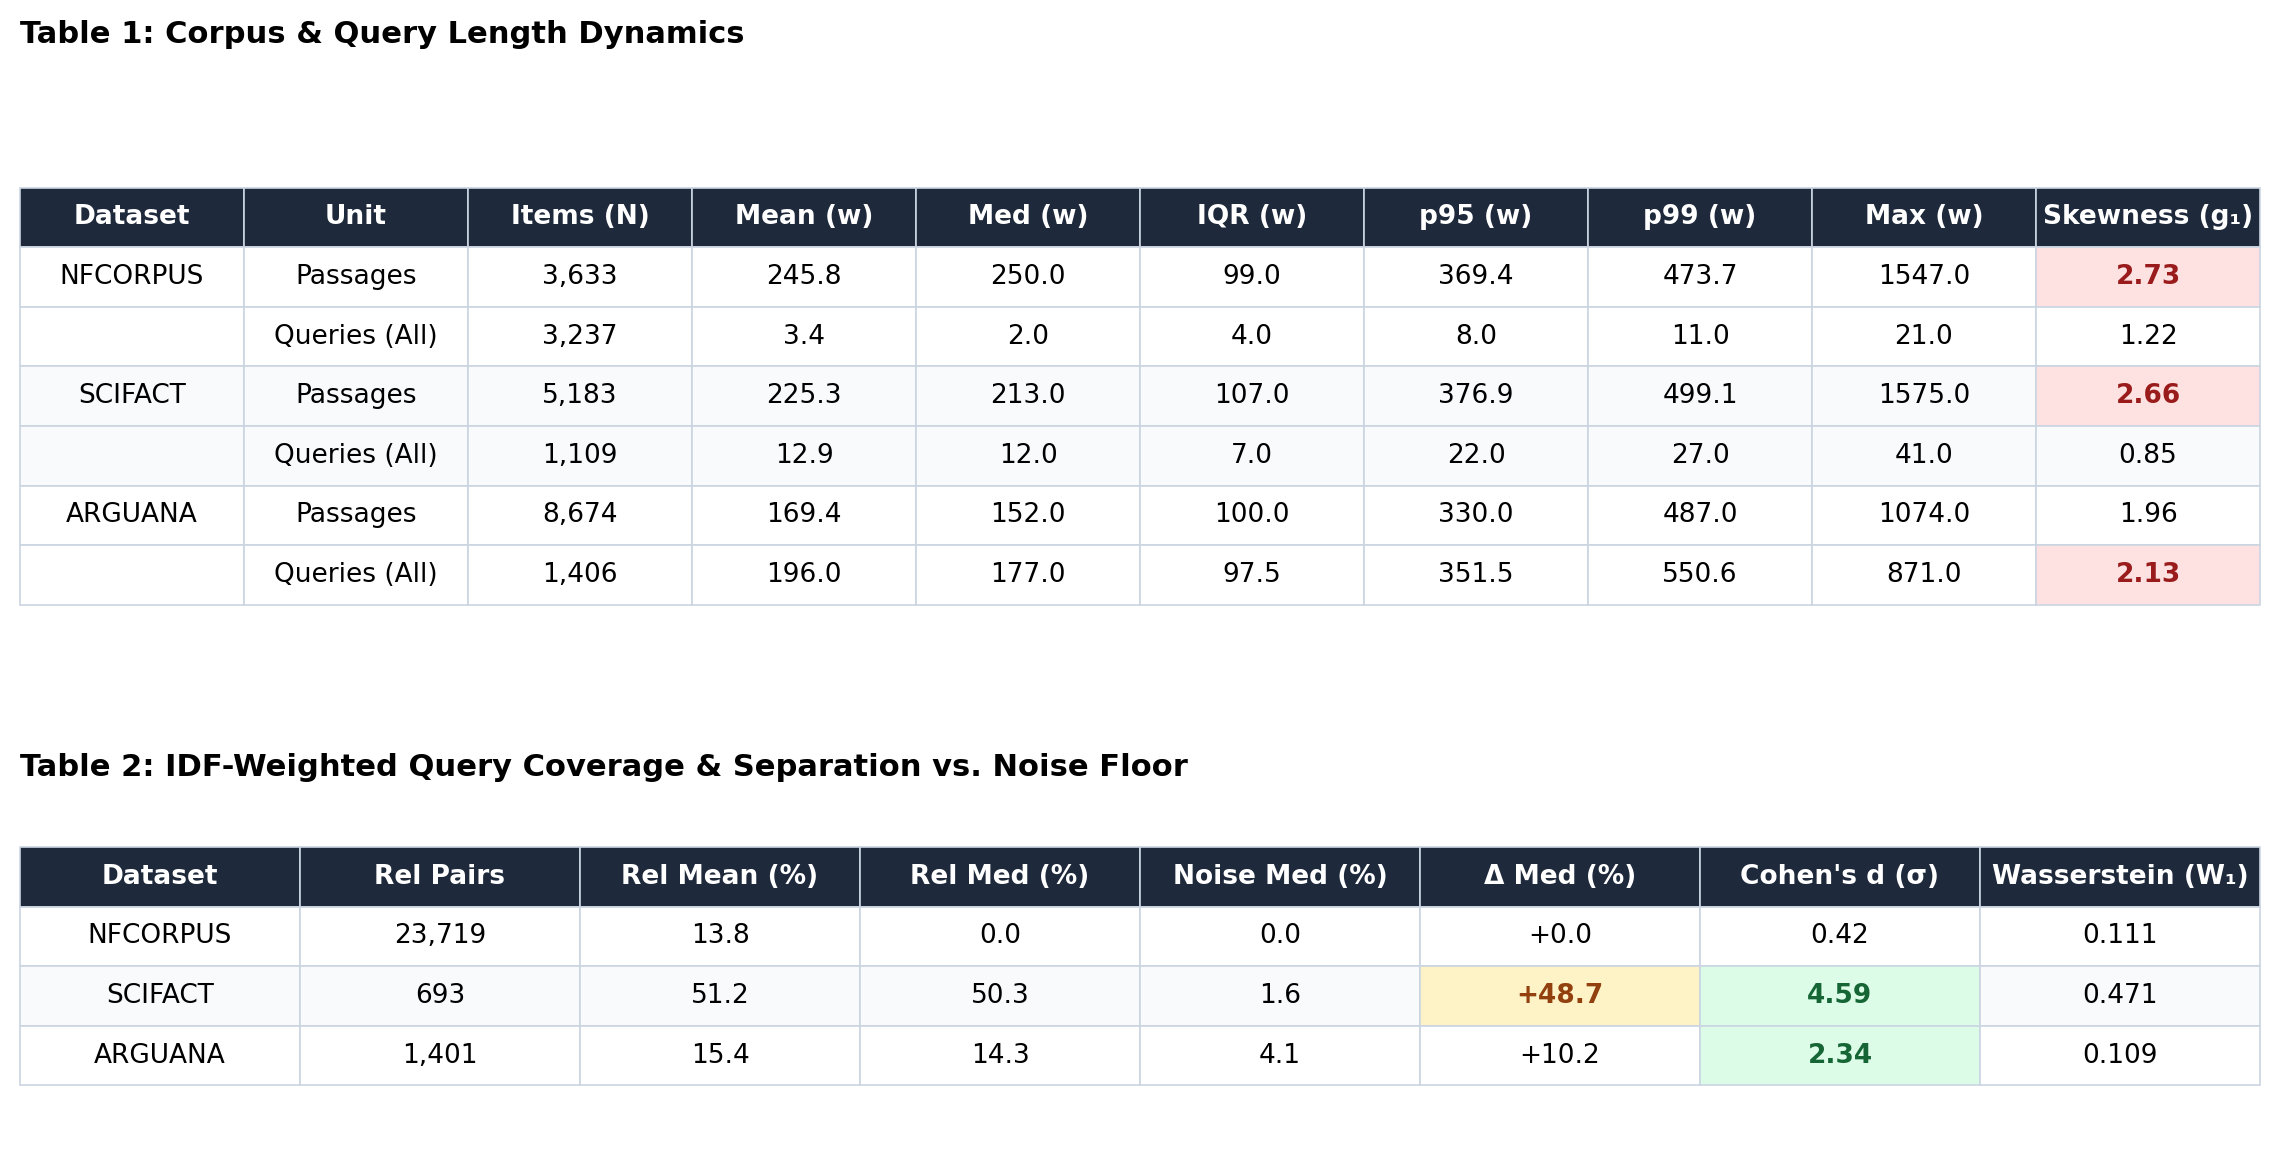 Table 1: Corpus & Query Length Dynamics
Dataset Unit Items (N) Mean (w) Med (w) IQR (w) p95 (w) p99 (w) Max (w) Skewness (g₁)
NFCORPUS Passages 3,633 245.8 250.0 99.0 369.4 473.7 1547.0 2.73
Queries (All) 3,237 3.4 2.0 4.0 8.0 11.0 21.0 1.22
SCIFACT Passages 5,183 225.3 213.0 107.0 376.9 499.1 1575.0 2.66
Queries (All) 1,109 12.9 12.0 7.0 22.0 27.0 41.0 0.85
ARGUANA Passages 8,674 169.4 152.0 100.0 330.0 487.0 1074.0 1.96
Queries (All) 1,406 196.0 177.0 97.5 351.5 550.6 871.0 2.13
Table 2: IDF-Weighted Query Coverage & Separation vs. Noise Floor
Dataset Rel Pairs Rel Mean (%) Rel Med (%) Noise Med (%) Δ Med (%) Cohen's d (σ) Wasserstein (W₁)
NFCORPUS 23,719 13.8 0.0 0.0 +0.0 0.42 0.111
SCIFACT 693 51.2 50.3 1.6 +48.7 4.59 0.471
ARGUANA 1,401 15.4 14.3 4.1 +10.2 2.34 0.109